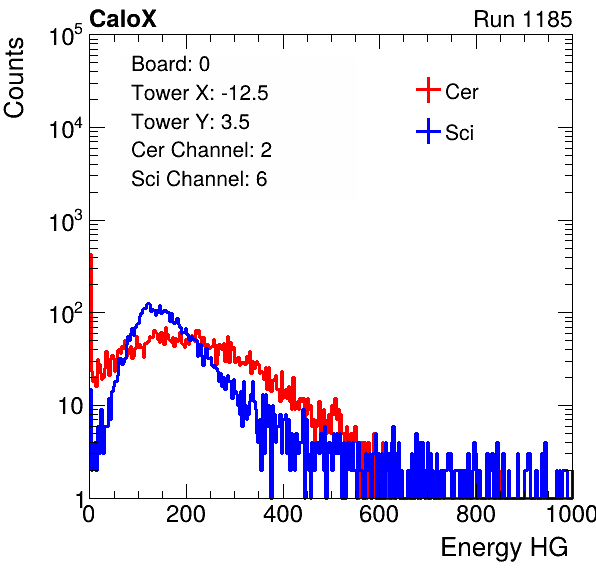 CaloX Run 1185
Counts
10^5
10^4
10^3
10^2
10
1
Board: 0
Tower X: -12.5
Tower Y: 3.5
Cer Channel: 2
Sci Channel: 6
Cer
Sci
0 200 400 600 800 1000
Energy HG